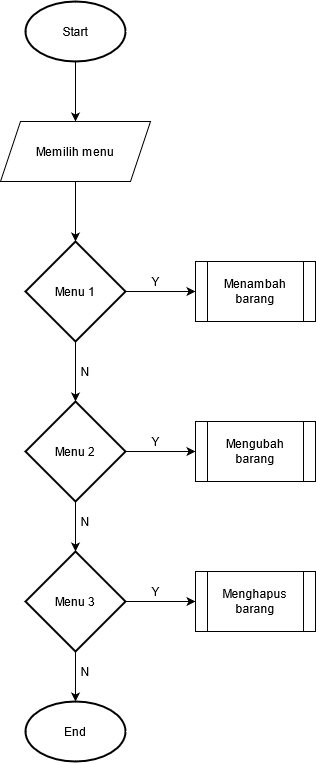 Start
Memilih menu
Menu 1
Y
Menambah
barang
N
Menu 2
Y
Mengubah
barang
N
Menu 3
Y
Menghapus
barang
N
End